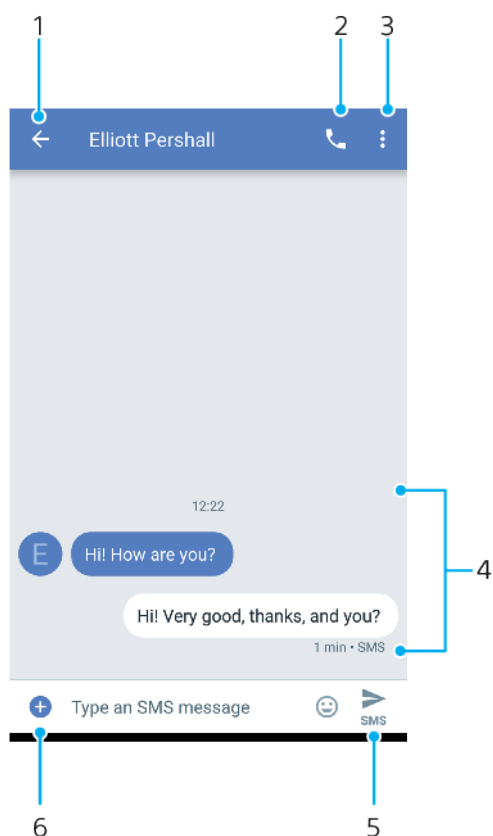 1 2 3
Elliott Pershall
12:22
E Hi! How are you?
Hi! Very good, thanks, and you?
1 min • SMS
4
Type an SMS message
SMS
6 5